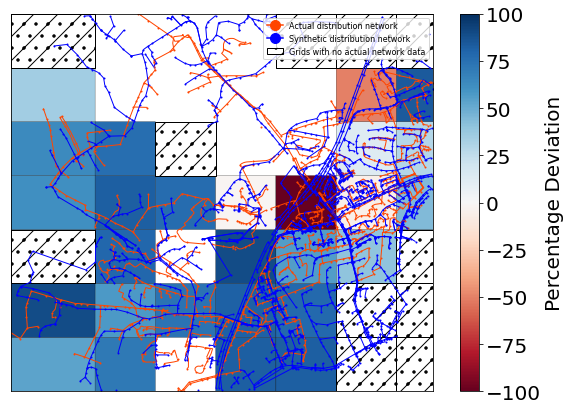 Actual distribution network
Synthetic distribution network
Grids with no actual network data
100
75
50
25
0
−25
−50
−75
−100
Percentage Deviation